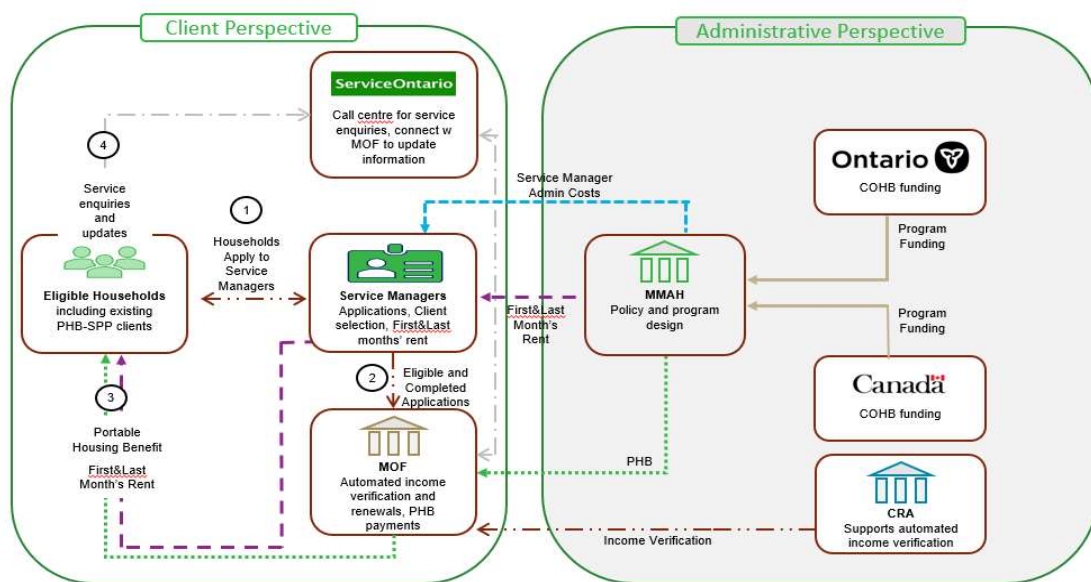 Client Perspective
Administrative Perspective
ServiceOntario
Call centre for service
enquiries, connect w
MOF to update
information
4
Service
enquiries
and
updates
1
Households
Apply to
Service
Managers
Eligible Households
including existing
PHB-SPP clients
Service Managers
Applications, Client
selection, First&Last
months' rent
2
Eligible and
Completed
Applications
3
Portable
Housing Benefit
First&Last
Month's Rent
MOF
Automated income
verification and
renewals, PHB
payments
Service Manager
Admin Costs
First&Last
Month's
Rent
MMAH
Policy and program
design
PHB
Income Verification
Ontario
COHB funding
Program
Funding
Program
Funding
Canada
COHB funding
CRA
Supports automated
income verification